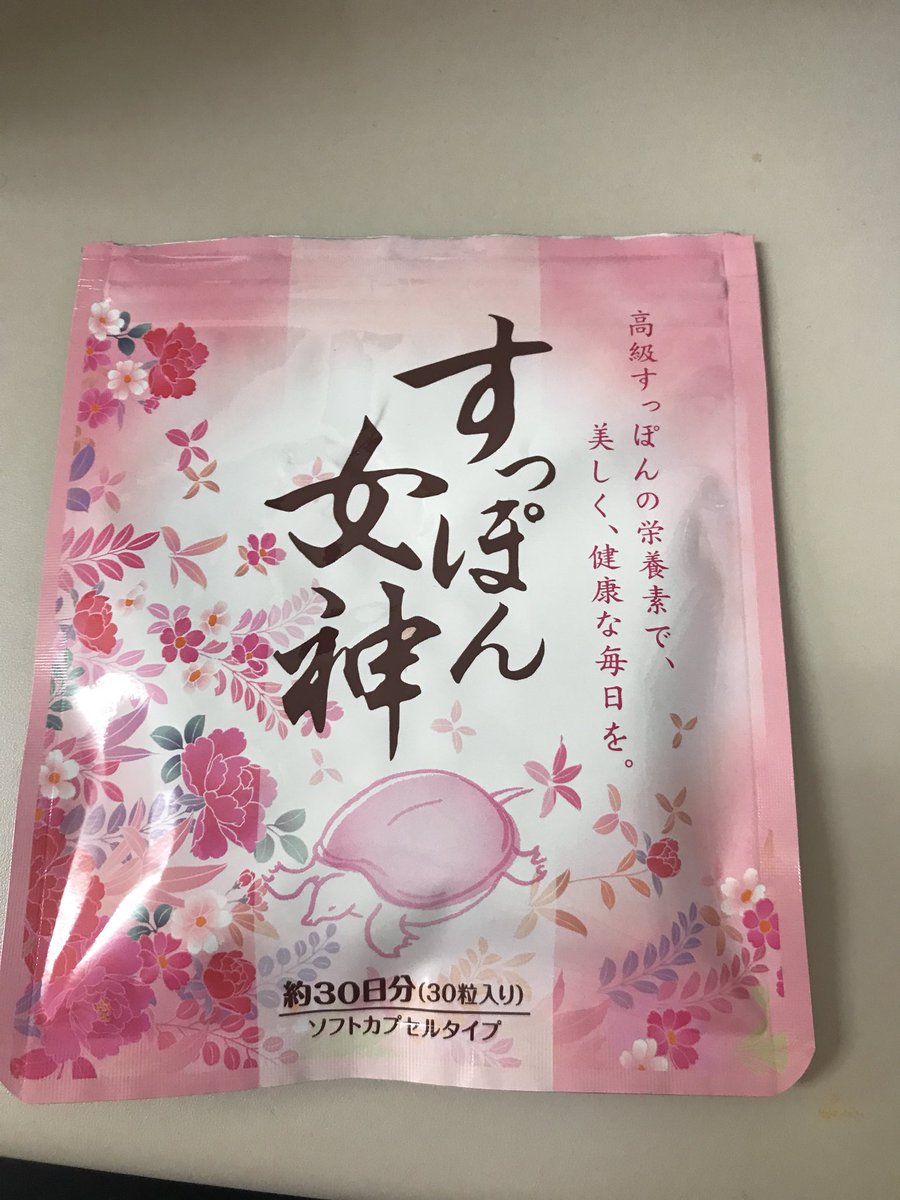 高級すっぽんの栄養素で、
美しく、健康な毎日を。
すっぽん
女神
約30日分(30粒入り)
ソフトカプセルタイプ